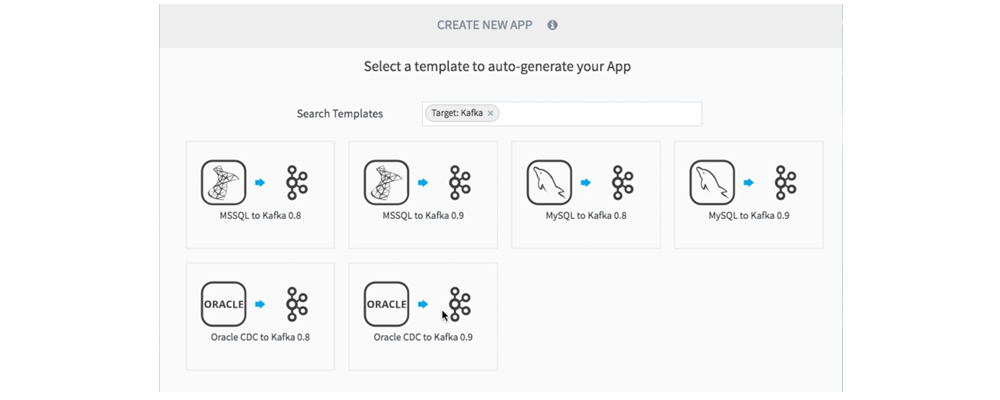 CREATE NEW APP
Select a template to auto-generate your App
Search Templates
Target: Kafka ×
MSSQL to Kafka 0.8
MSSQL to Kafka 0.9
MySQL to Kafka 0.8
MySQL to Kafka 0.9
ORACLE
ORACLE
Oracle CDC to Kafka 0.8
Oracle CDC to Kafka 0.9